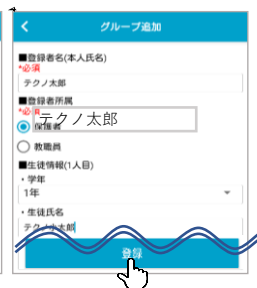 グループ追加
■登録者名(本人氏名)
*必須
テクノ太郎
■登録者所属
*必
テクノ太郎
保護者
教職員
■生徒情報(1人目)
・学年
1年
・生徒氏名
テクノ小太郎
登録